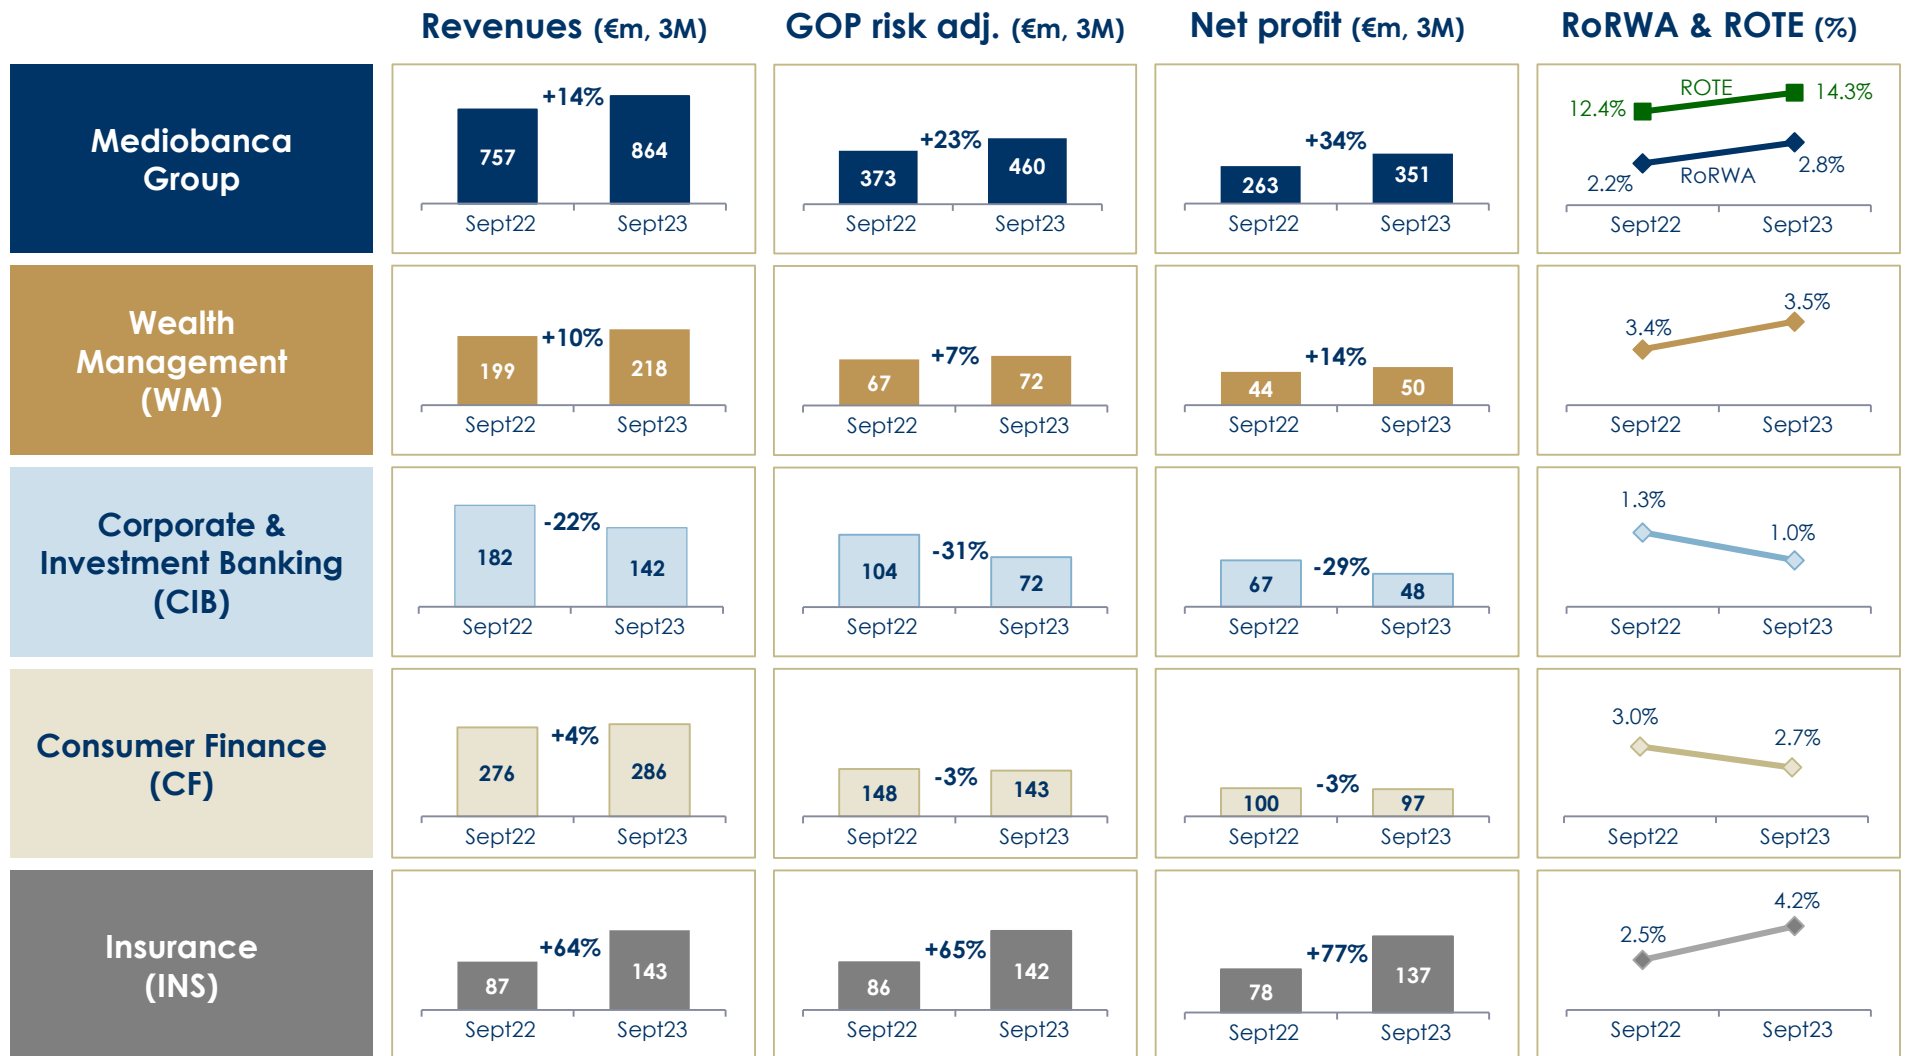 Revenues (€m, 3M)
GOP risk adj. (€m, 3M)
Net profit (€m, 3M)
RoRWA & ROTE (%)
Mediobanca
Group
+14%
757
864
Sept22
Sept23
+23%
373
460
Sept22
Sept23
+34%
263
351
Sept22
Sept23
ROTE
12.4%
14.3%
RoRWA
2.2%
2.8%
Sept22
Sept23
Wealth
Management
(WM)
+10%
199
218
Sept22
Sept23
+7%
67
72
Sept22
Sept23
+14%
44
50
Sept22
Sept23
3.4%
3.5%
Sept22
Sept23
Corporate &
Investment Banking
(CIB)
-22%
182
142
Sept22
Sept23
-31%
104
72
Sept22
Sept23
-29%
67
48
Sept22
Sept23
1.3%
1.0%
Sept22
Sept23
Consumer Finance
(CF)
+4%
276
286
Sept22
Sept23
-3%
148
143
Sept22
Sept23
-3%
100
97
Sept22
Sept23
3.0%
2.7%
Sept22
Sept23
Insurance
(INS)
+64%
87
143
Sept22
Sept23
+65%
86
142
Sept22
Sept23
+77%
78
137
Sept22
Sept23
2.5%
4.2%
Sept22
Sept23